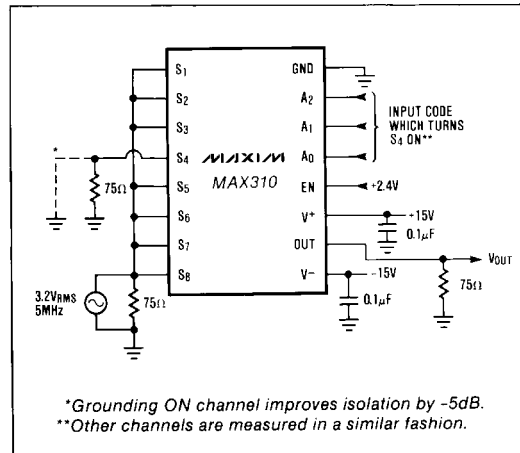 S1
S2
S3
S4
S5
S6
S7
S8
GND
A2
A1
A0
EN
V+
OUT
V−
MAXIM
MAX310
INPUT CODE
WHICH TURNS
S4 ON**
+2.4V
+15V
0.1µF
VOUT
75Ω
-15V
0.1µF
*
75Ω
3.2VRMS
5MHz
75Ω
*Grounding ON channel improves isolation by -5dB.
**Other channels are measured in a similar fashion.